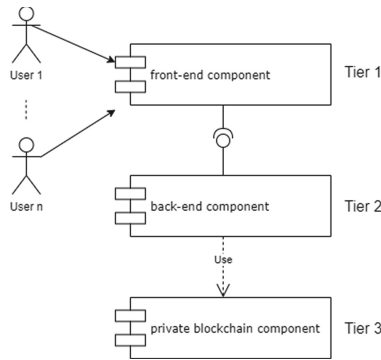 User 1
front-end component
Tier 1
User n
back-end component
Tier 2
Use
private blockchain component
Tier 3